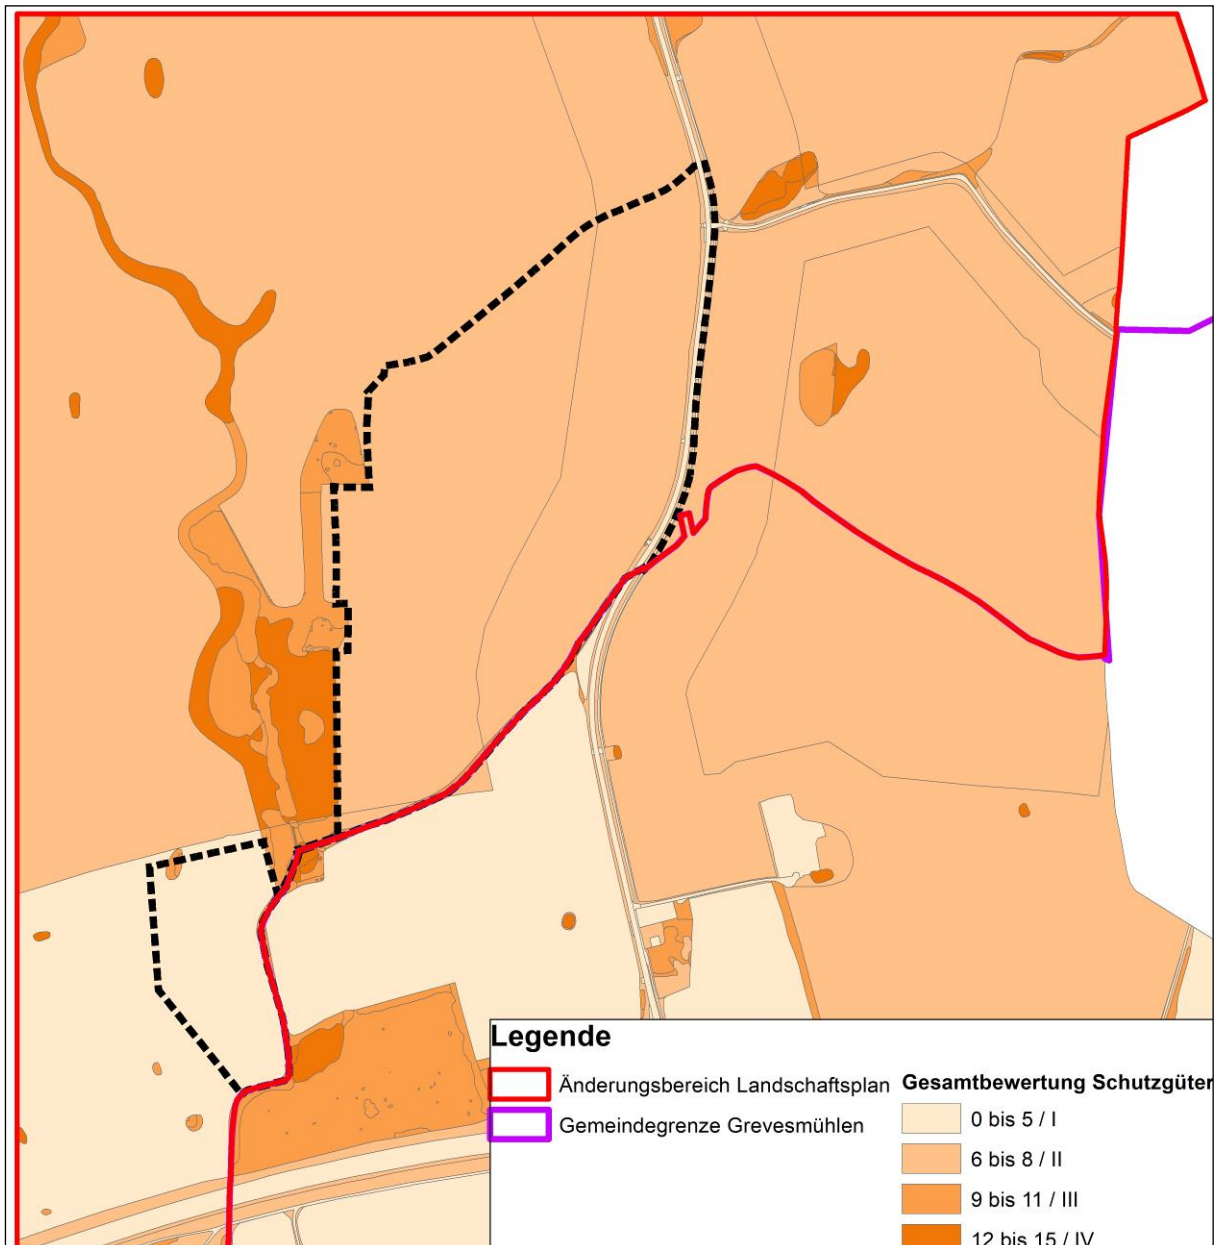 Legende
Änderungsbereich Landschaftsplan
Gemeindegrenze Grevesmühlen
Gesamtbewertung Schutzgüter
0 bis 5 / I
6 bis 8 / II
9 bis 11 / III
12 bis 15 / IV